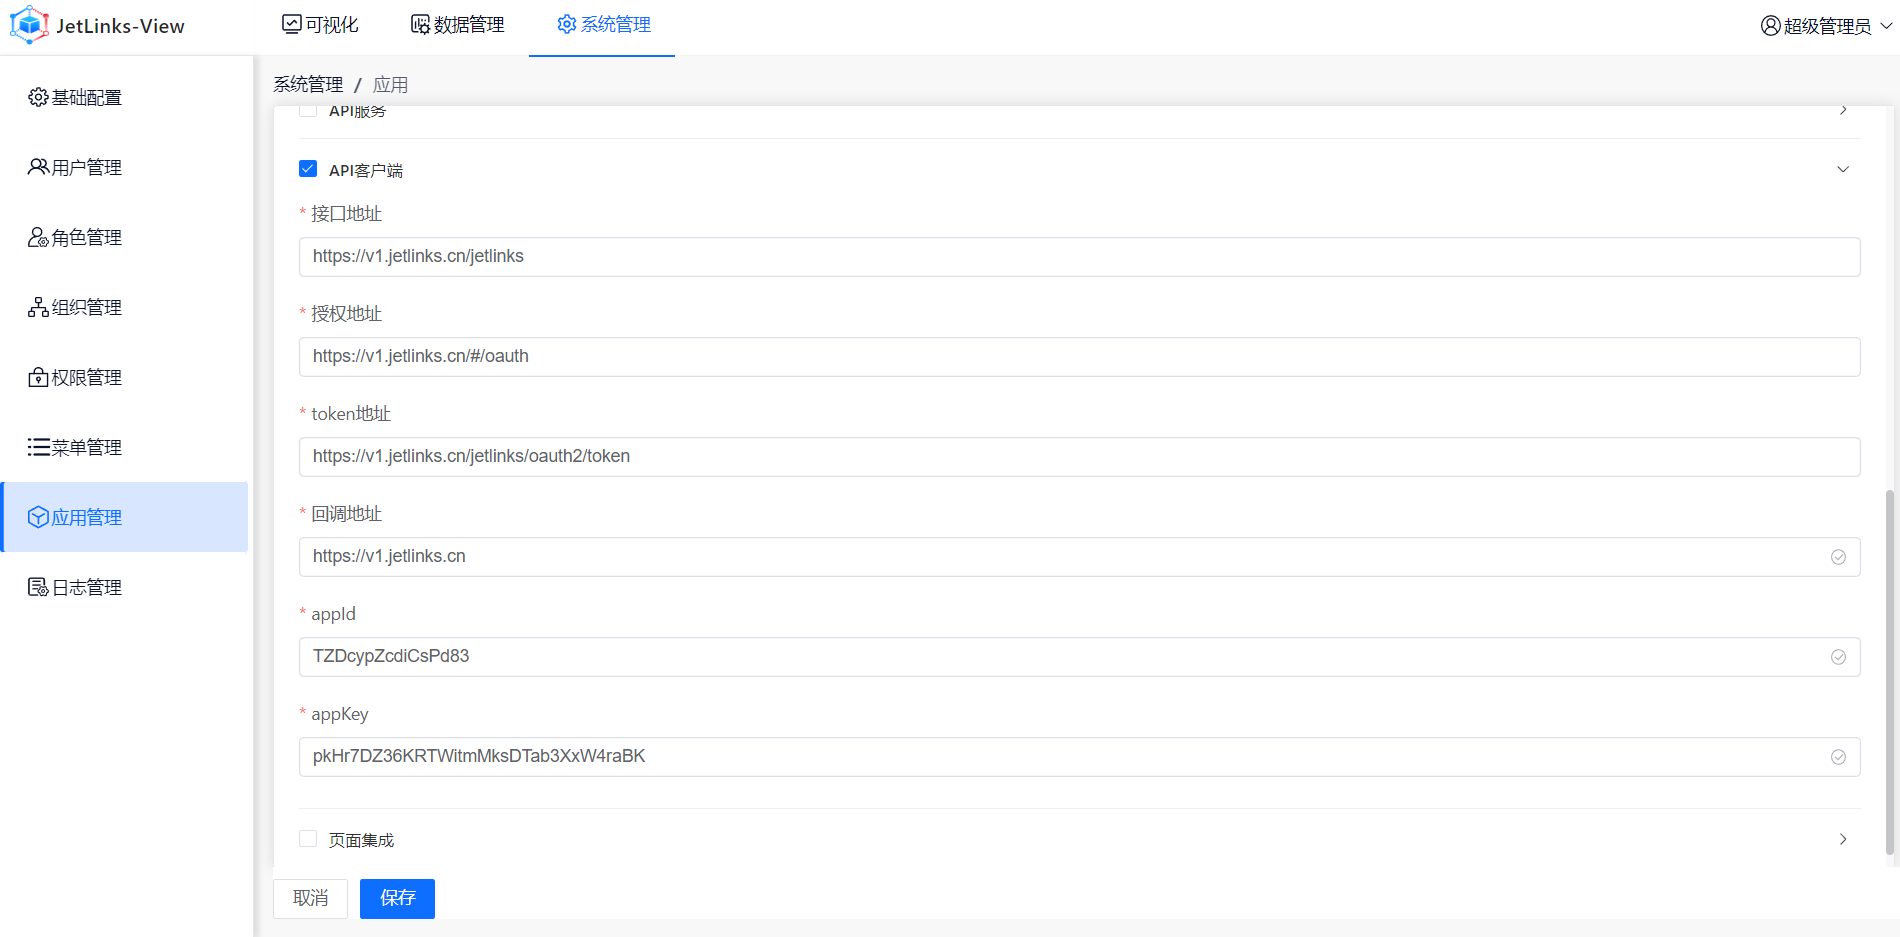 JetLinks-View
可视化
数据管理
系统管理
超级管理员
基础配置
用户管理
角色管理
组织管理
权限管理
菜单管理
应用管理
日志管理
系统管理 / 应用
API服务
API客户端
* 接口地址
https://v1.jetlinks.cn/jetlinks
* 授权地址
https://v1.jetlinks.cn/#/oauth
* token地址
https://v1.jetlinks.cn/jetlinks/oauth2/token
* 回调地址
https://v1.jetlinks.cn
* appId
TZDcypZcdiCsPd83
* appKey
pkHr7DZ36KRTWitmMksDTab3XxW4raBK
页面集成
取消
保存